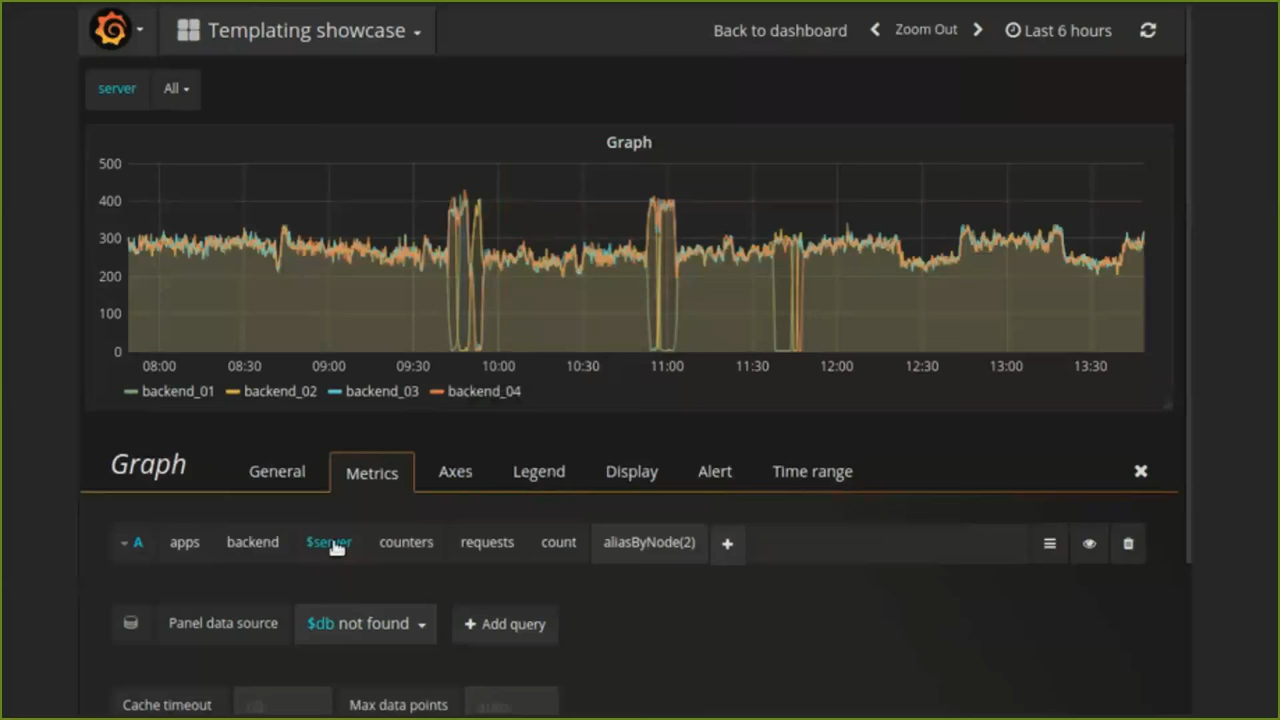 Templating showcase Back to dashboard Zoom Out Last 6 hours
server All
Graph
500
400
300
200
100
0
08:00 08:30 09:00 09:30 10:00 10:30 11:00 11:30 12:00 12:30 13:00 13:30
backend_01 backend_02 backend_03 backend_04
Graph General Metrics Axes Legend Display Alert Time range
A apps backend $server counters requests count aliasByNode(2)
Panel data source $db not found Add query
Cache timeout Max data points auto